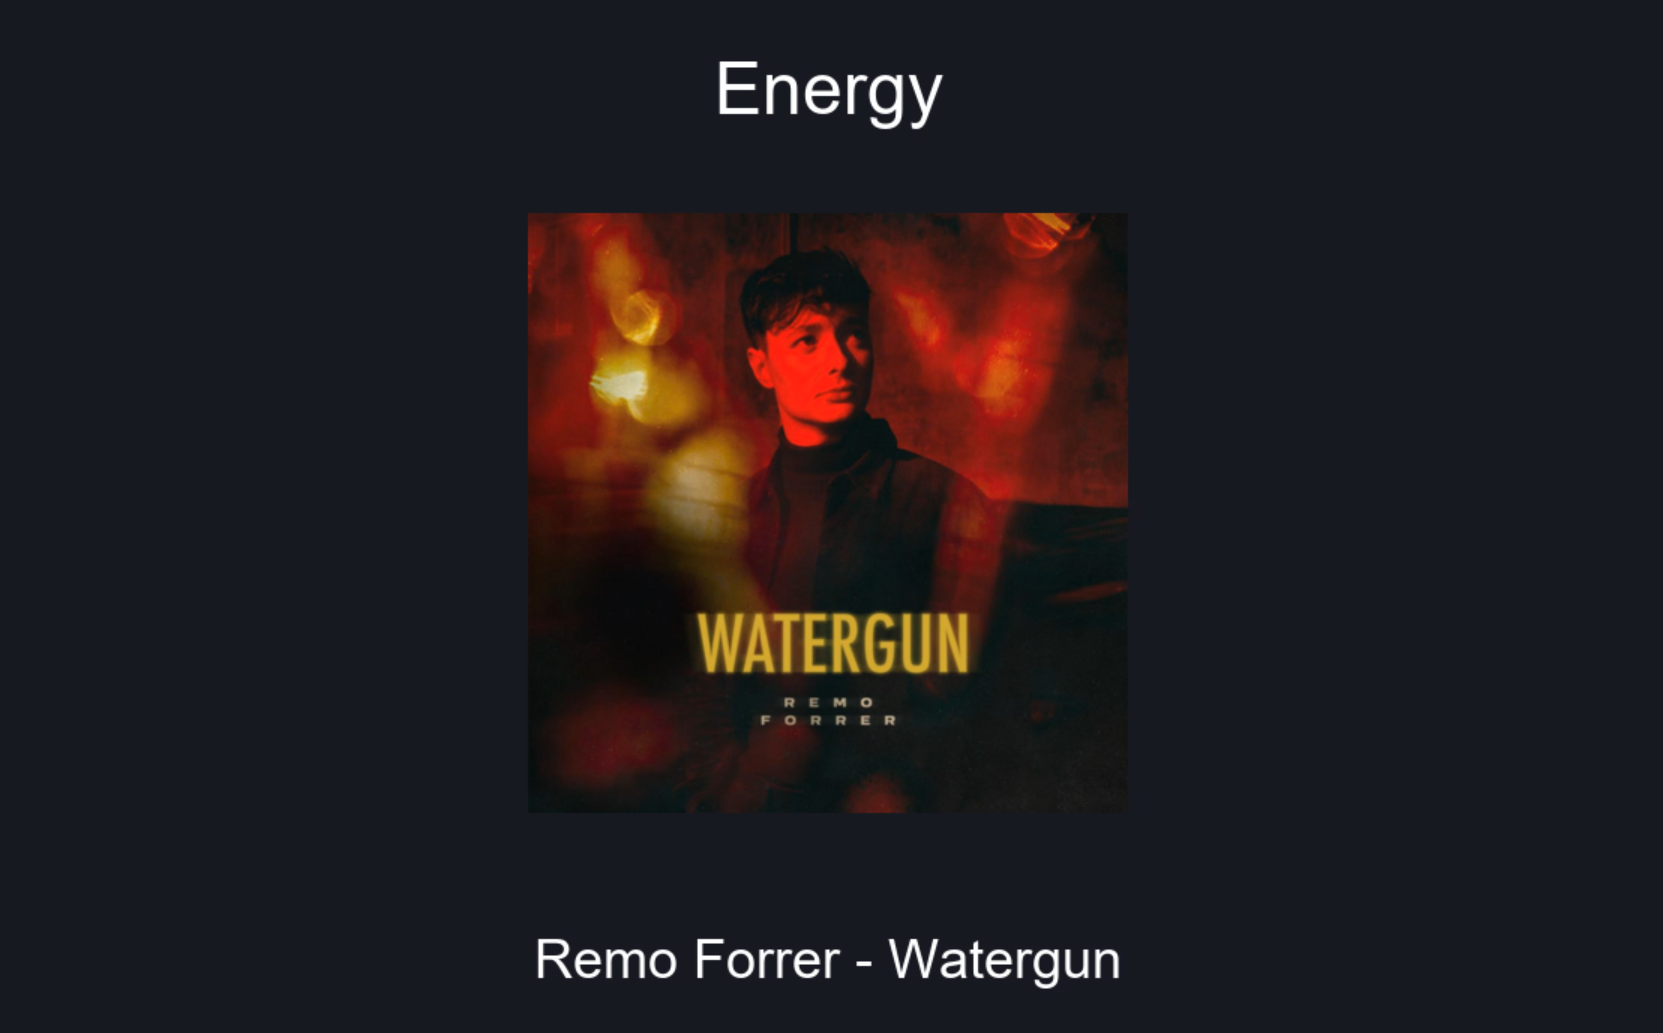 Energy
WATERGUN
REMO
FORRER
Remo Forrer - Watergun